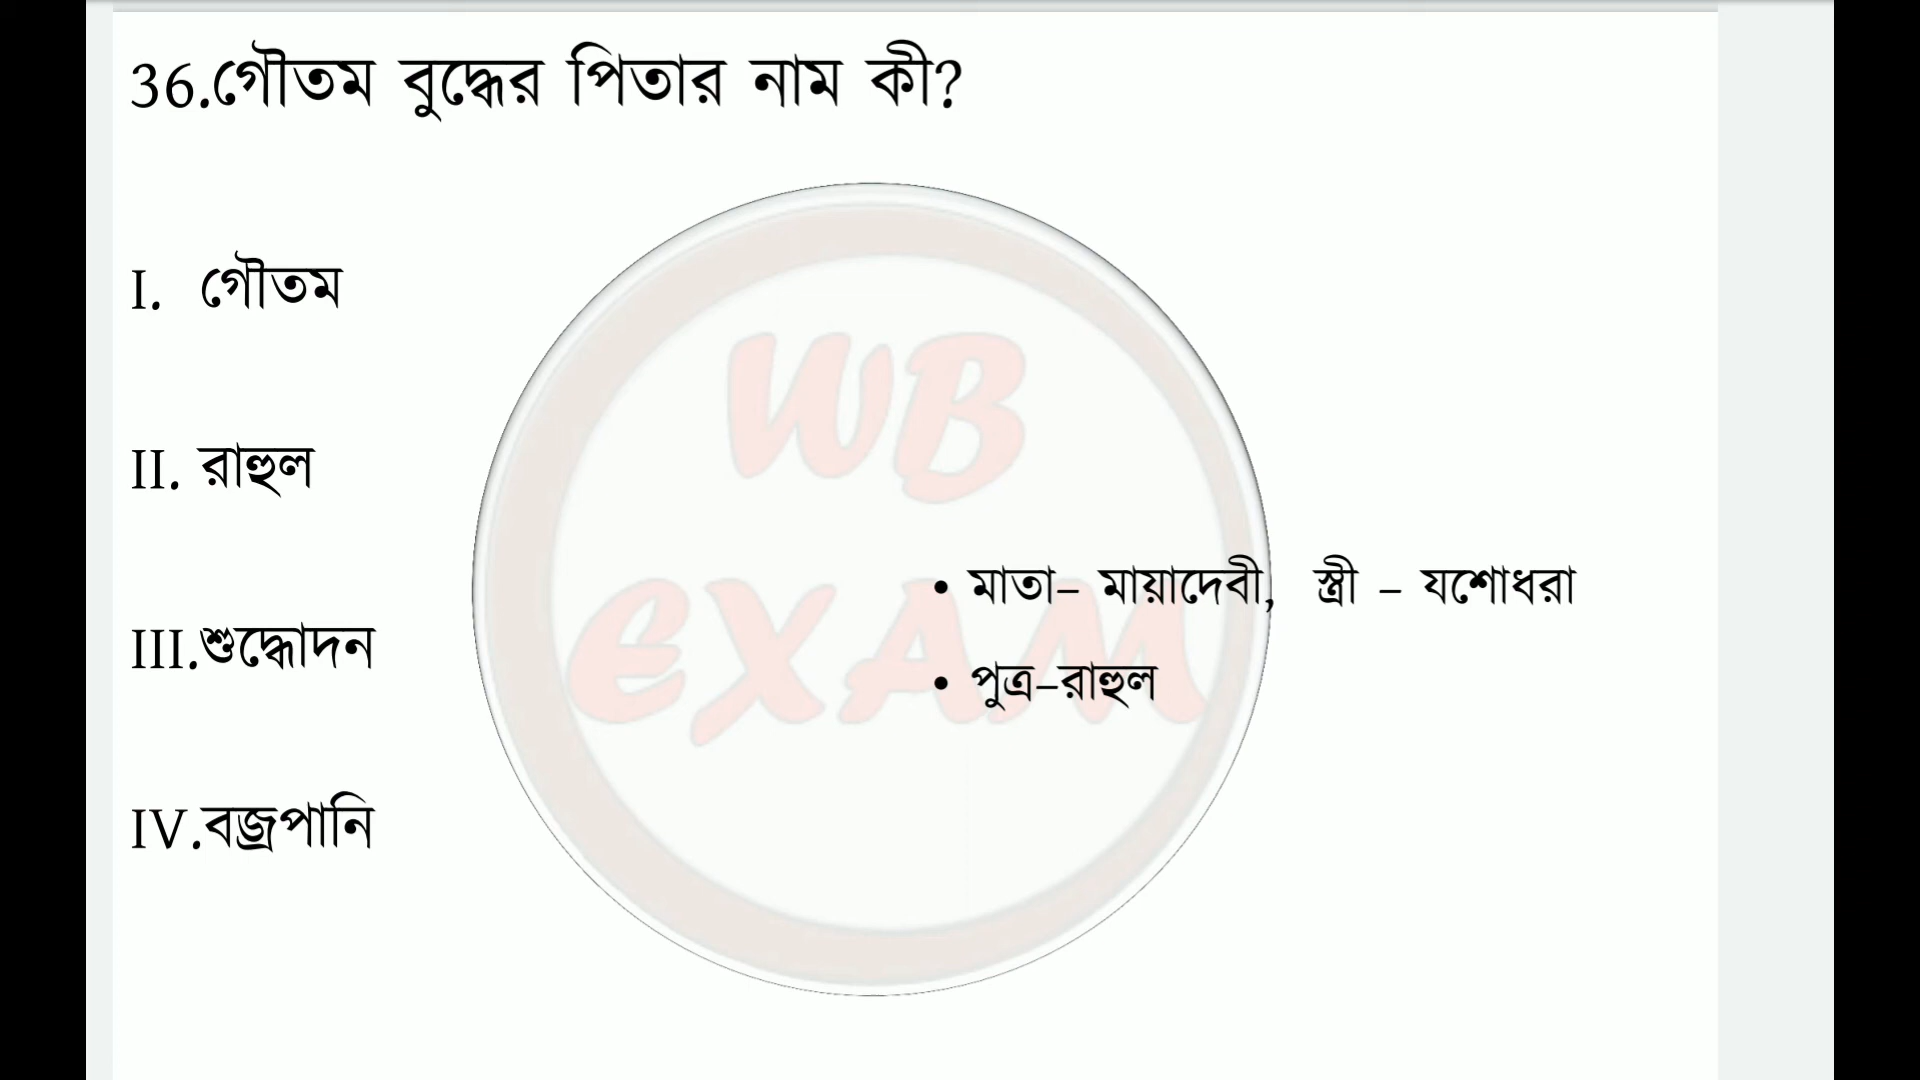 36.গৌতম বুদ্ধের পিতার নাম কী?
I. গৌতম
II. রাহুল
III.শুদ্ধোদন
IV.বজ্রপানি
WB
EXAM
• মাতা– মায়াদেবী, স্ত্রী – যশোধরা
• পুত্র–রাহুল